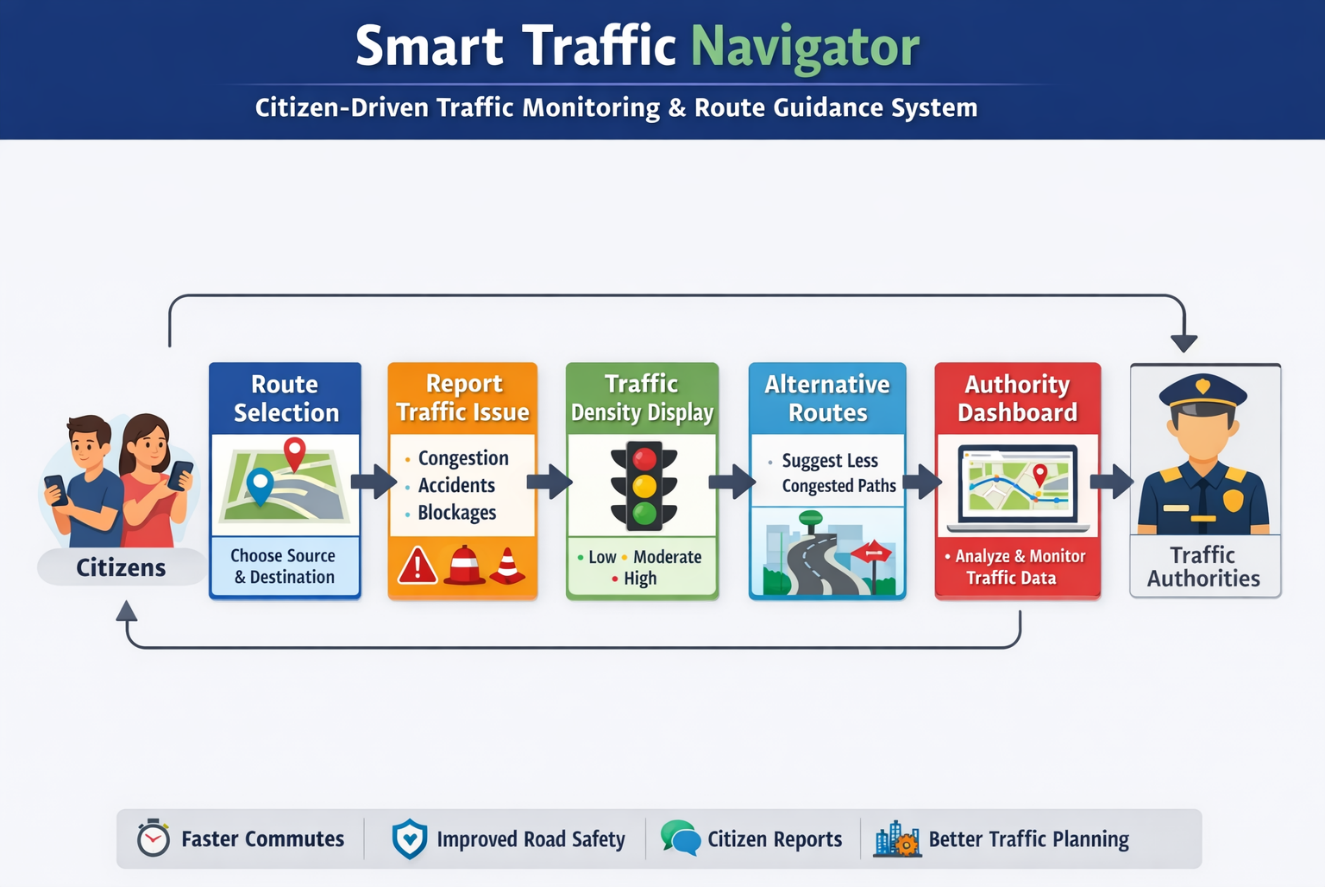 Smart Traffic Navigator
Citizen-Driven Traffic Monitoring & Route Guidance System
Citizens
Route
Selection
Choose Source
& Destination
Report
Traffic Issue
• Congestion
• Accidents
• Blockages
Traffic
Density Display
• Low • Moderate
• High
Alternative
Routes
• Suggest Less
Congested Paths
Authority
Dashboard
• Analyze & Monitor
Traffic Data
Traffic
Authorities
Faster Commutes
Improved Road Safety
Citizen Reports
Better Traffic Planning